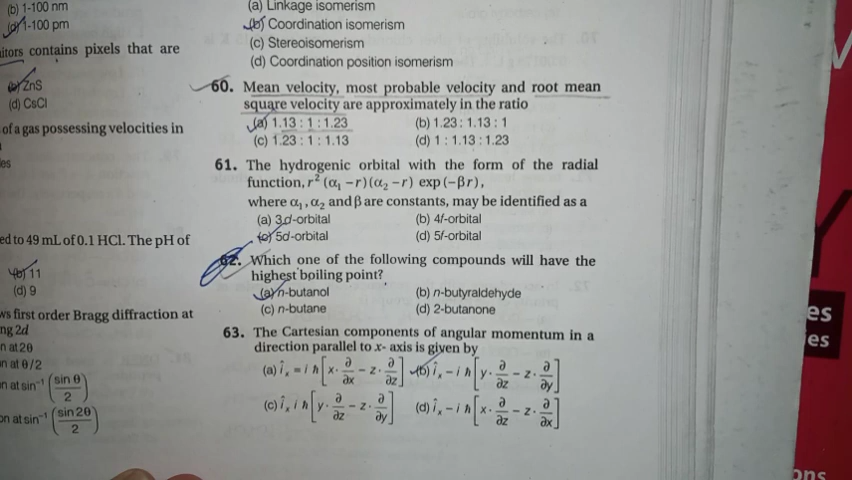 (b) 1-100 nm
(d) 1-100 pm
itors contains pixels that are
(b) ZnS
(d) CsCl
of a gas possessing velocities in
es
ed to 49 mL of 0.1 HCl. The pH of
(b) 11
(d) 9
ws first order Bragg diffraction at
ng 2d
n at 2θ
n at θ/2
n at sin⁻¹ (sin θ / 2)
on at sin⁻¹ (sin 2θ / 2)
(a) Linkage isomerism
(b) Coordination isomerism
(c) Stereoisomerism
(d) Coordination position isomerism
60. Mean velocity, most probable velocity and root mean
square velocity are approximately in the ratio
(a) 1.13 : 1 : 1.23 (b) 1.23 : 1.13 : 1
(c) 1.23 : 1 : 1.13 (d) 1 : 1.13 : 1.23
61. The hydrogenic orbital with the form of the radial
function, r² (α₁ − r) (α₂ − r) exp (−βr),
where α₁, α₂ and β are constants, may be identified as a
(a) 3d-orbital (b) 4f-orbital
(c) 5d-orbital (d) 5f-orbital
62. Which one of the following compounds will have the
highest boiling point?
(a) n-butanol (b) n-butyraldehyde
(c) n-butane (d) 2-butanone
63. The Cartesian components of angular momentum in a
direction parallel to x- axis is given by
(a) î, = i ħ [x · ∂/∂x − z · ∂/∂z] (b) îₓ − i ħ [y · ∂/∂z − z · ∂/∂y]
(c) îₓ i ħ [y · ∂/∂z − z · ∂/∂y] (d) îₓ − i ħ [x · ∂/∂z − z · ∂/∂x]
es
es
ons